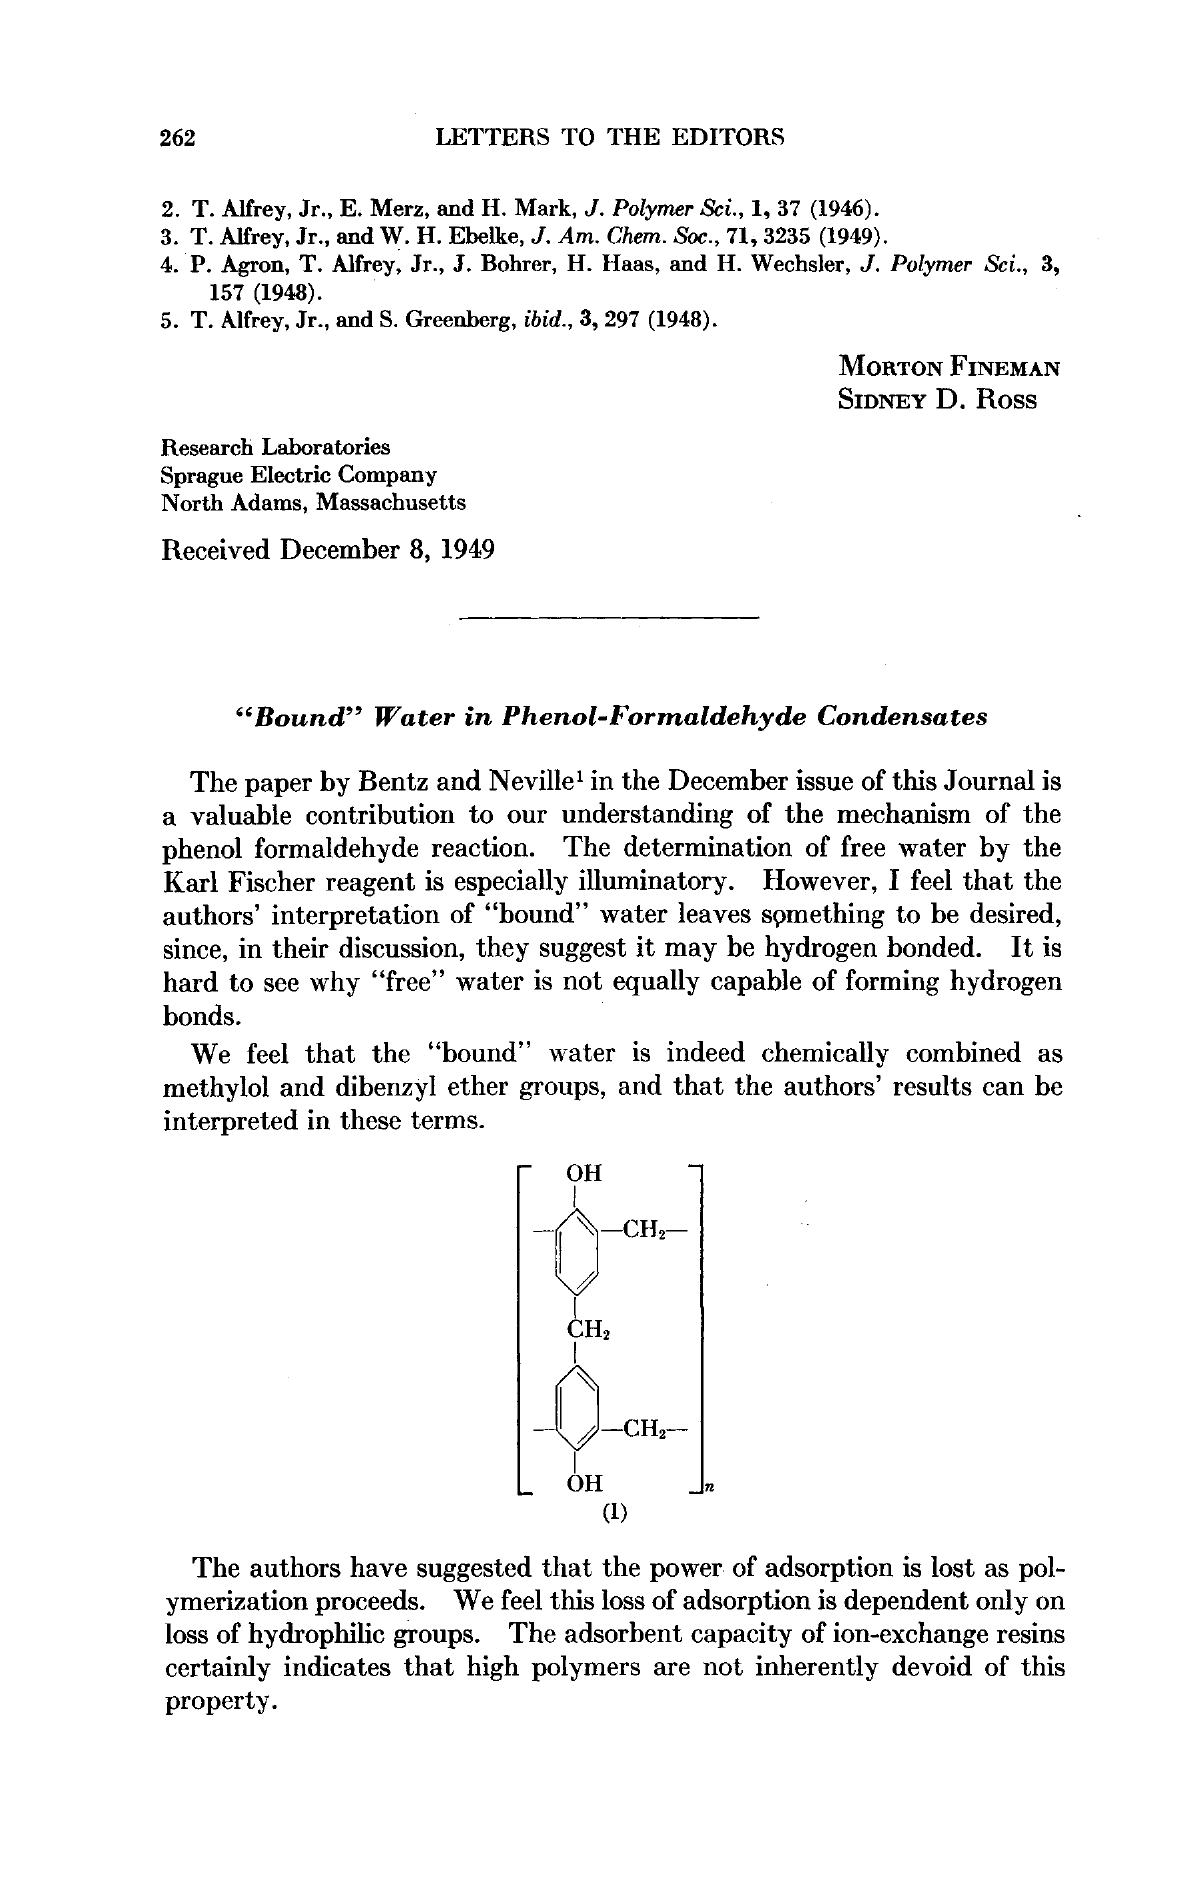 262 LETTERS TO THE EDITORS
2. T. Alfrey, Jr., E. Merz, and H. Mark, J. Polymer Sci., 1, 37 (1946).
3. T. Alfrey, Jr., and W. H. Ebelke, J. Am. Chem. Soc., 71, 3235 (1949).
4. P. Agron, T. Alfrey, Jr., J. Bohrer, H. Haas, and H. Wechsler, J. Polymer Sci., 3,
157 (1948).
5. T. Alfrey, Jr., and S. Greenberg, ibid., 3, 297 (1948).
MORTON FINEMAN
SIDNEY D. ROSS
Research Laboratories
Sprague Electric Company
North Adams, Massachusetts
Received December 8, 1949
“Bound” Water in Phenol-Formaldehyde Condensates
The paper by Bentz and Neville¹ in the December issue of this Journal is
a valuable contribution to our understanding of the mechanism of the
phenol formaldehyde reaction. The determination of free water by the
Karl Fischer reagent is especially illuminatory. However, I feel that the
authors’ interpretation of “bound” water leaves something to be desired,
since, in their discussion, they suggest it may be hydrogen bonded. It is
hard to see why “free” water is not equally capable of forming hydrogen
bonds.
We feel that the “bound” water is indeed chemically combined as
methylol and dibenzyl ether groups, and that the authors’ results can be
interpreted in these terms.
OH
—CH₂—
CH₂
—CH₂—
OH
n
(1)
The authors have suggested that the power of adsorption is lost as pol-
ymerization proceeds. We feel this loss of adsorption is dependent only on
loss of hydrophilic groups. The adsorbent capacity of ion-exchange resins
certainly indicates that high polymers are not inherently devoid of this
property.